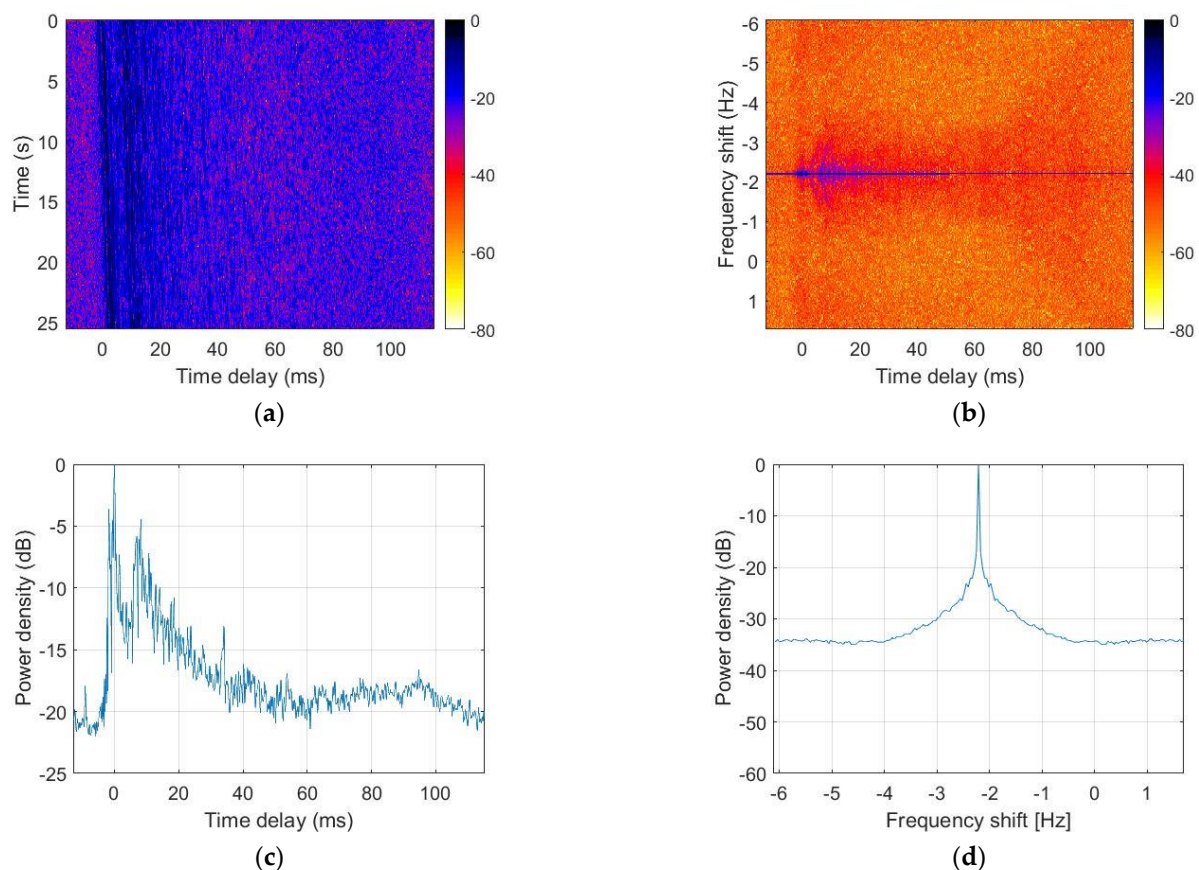 0
5
10
15
20
25
Time (s)
0 20 40 60 80 100
Time delay (ms)
0
-20
-40
-60
-80
(a)
-6
-5
-4
-3
-2
-1
0
1
Frequency shift (Hz)
0 20 40 60 80 100
Time delay (ms)
0
-20
-40
-60
-80
(b)
0
-5
-10
-15
-20
-25
Power density (dB)
0 20 40 60 80 100
Time delay (ms)
(c)
0
-10
-20
-30
-40
-50
-60
Power density (dB)
-6 -5 -4 -3 -2 -1 0 1
Frequency shift [Hz]
(d)